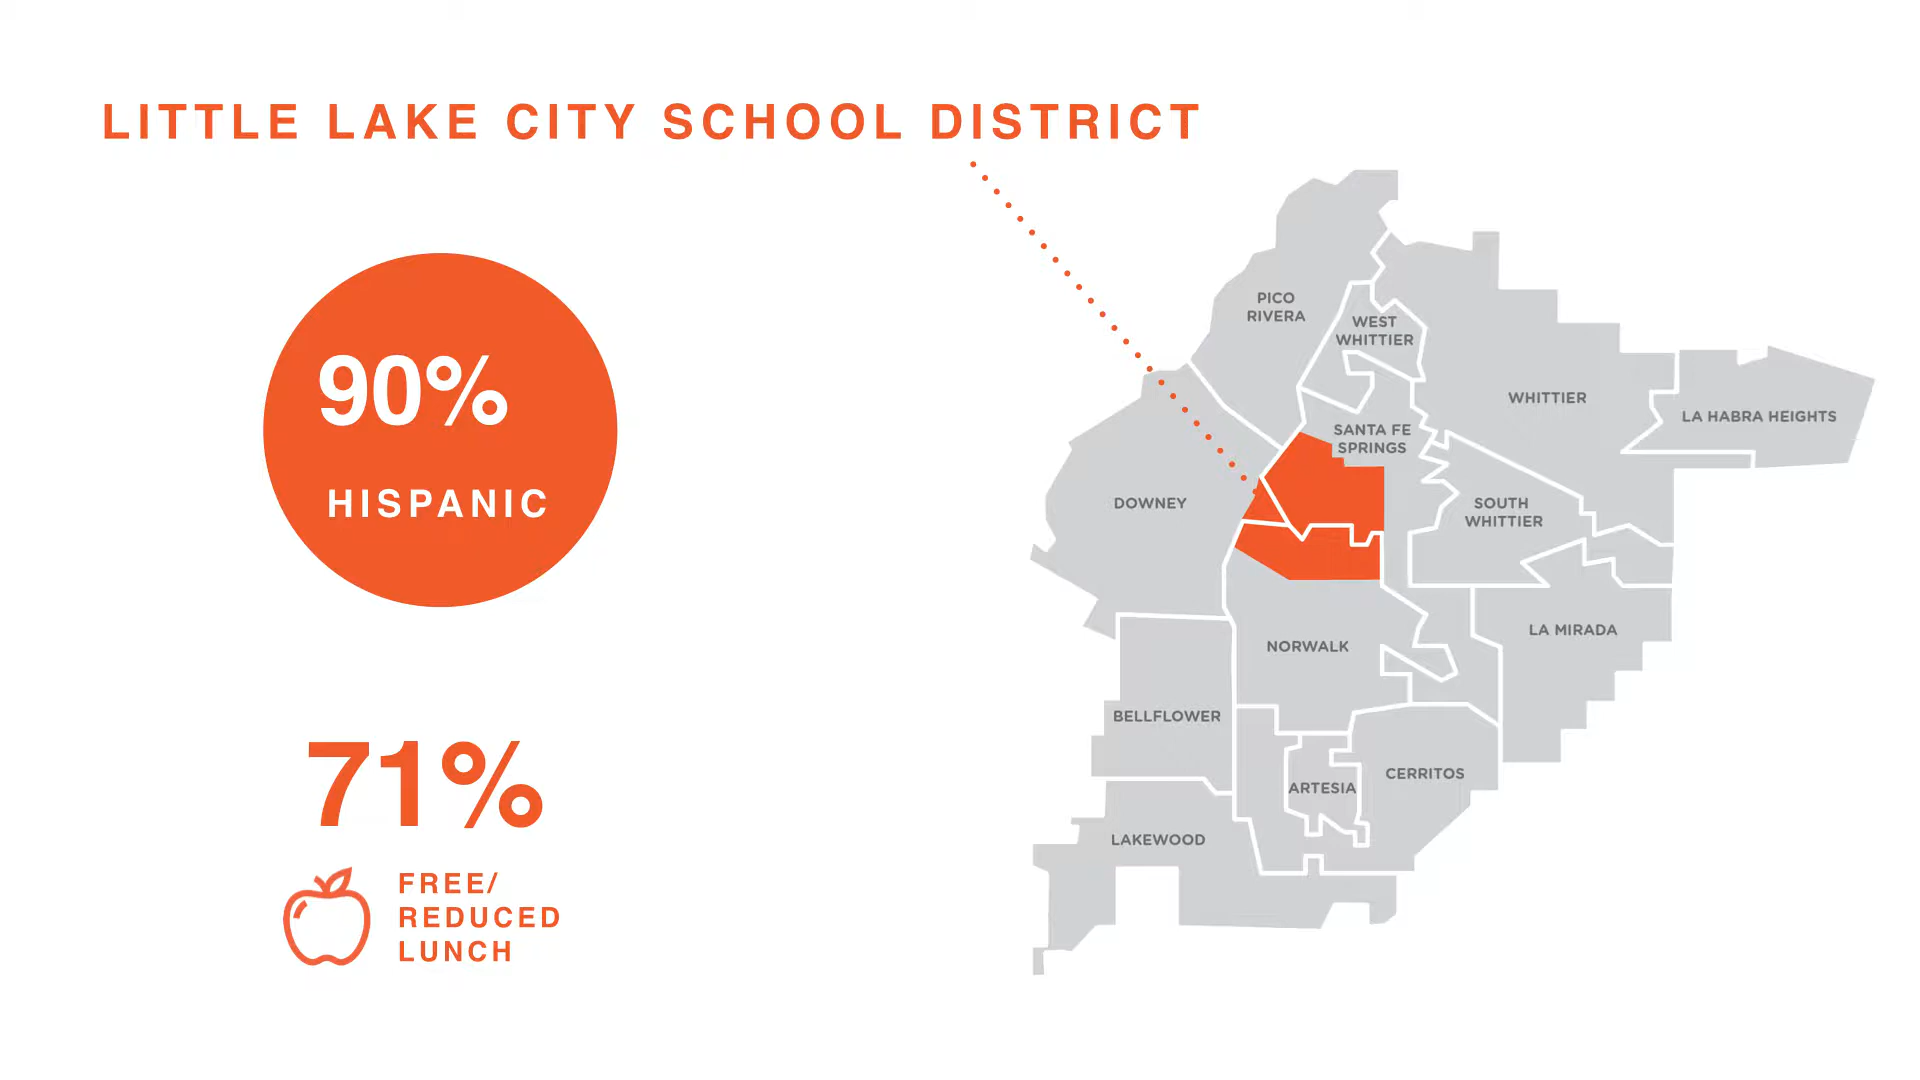 LITTLE LAKE CITY SCHOOL DISTRICT
90%
HISPANIC
71%
FREE/
REDUCED
LUNCH
PICO
RIVERA
WEST
WHITTIER
WHITTIER
LA HABRA HEIGHTS
SANTA FE
SPRINGS
DOWNEY
SOUTH
WHITTIER
LA MIRADA
NORWALK
BELLFLOWER
CERRITOS
ARTESIA
LAKEWOOD